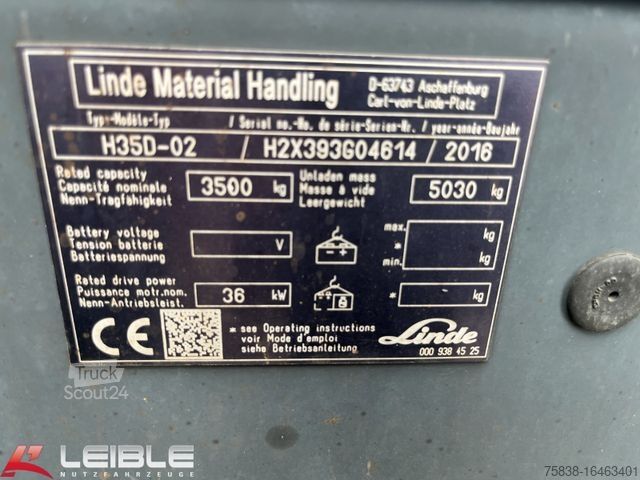 Linde Material Handling
D-63743 Aschaffenburg
Carl-von-Linde-Platz
Type-Modèle-Typ / Serial no.-No. de série-Serien-Nr. / year-année-Baujahr
H35D-02 / H2X393G04614 / 2016
Rated capacity
Capacité nominale
Nenn-Tragfähigkeit
3500 kg
Unladen mass
Masse à vide
Leergewicht
5030 kg
Battery voltage
Tension batterie
Batteriespannung
V
max. kg
*
min. kg
Rated drive power
Puissance motr.nom.
Nenn-Antriebsleist.
36 kW
* kg
CE
* see Operating instructions
voir Mode d'emploi
siehe Betriebsanleitung
Linde
000 938 45 25
Truck
Scout24
LEIBLE
NUTZFAHRZEUGE
75838-16463401